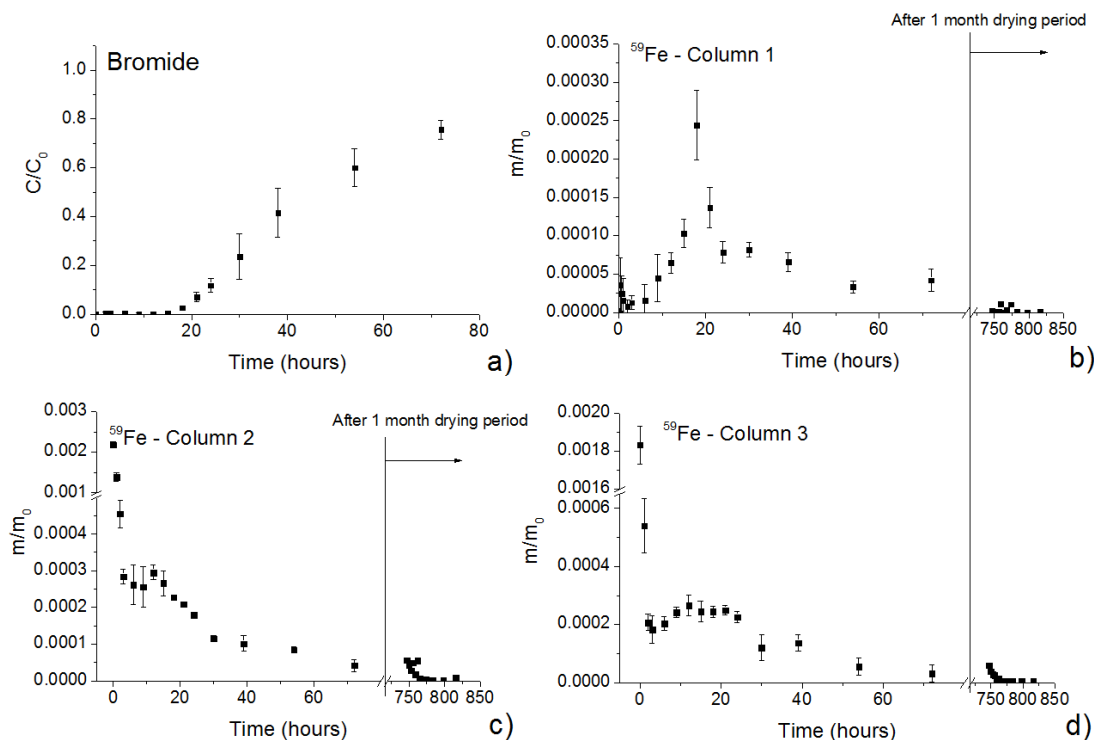 Bromide
1.0
0.8
0.6
0.4
0.2
0.0
C/C0
0 20 40 60 80
Time (hours)
a)
After 1 month drying period
59Fe - Column 1
0.00035
0.00030
0.00025
0.00020
0.00015
0.00010
0.00005
0.00000
m/m0
0 20 40 60 750 800 850
Time (hours)
b)
After 1 month drying period
59Fe - Column 2
0.003
0.002
0.001
0.0005
0.0004
0.0003
0.0002
0.0001
0.0000
m/m0
0 20 40 60 750 800 850
Time (hours)
c)
59Fe - Column 3
0.0020
0.0018
0.0016
0.0006
0.0004
0.0002
0.0000
m/m0
0 20 40 60 750 800 850
Time (hours)
d)